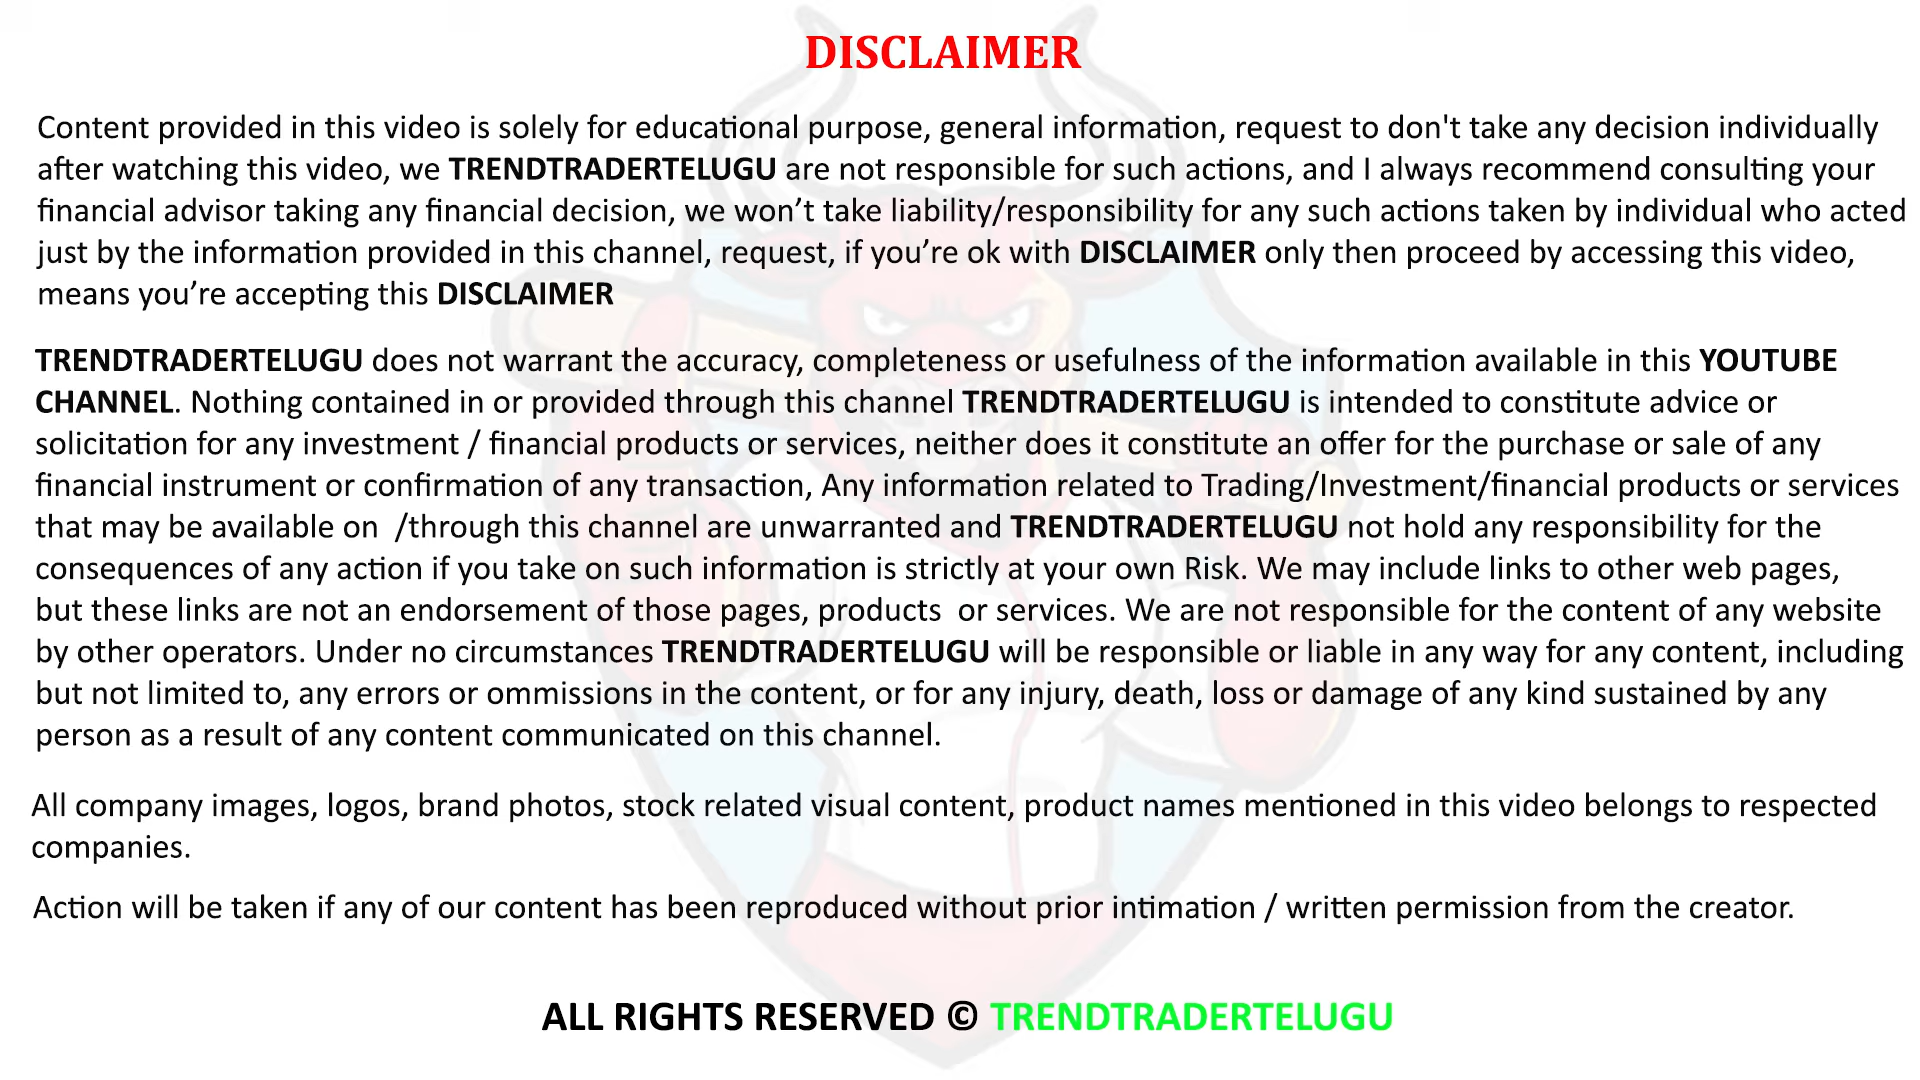 DISCLAIMER
Content provided in this video is solely for educational purpose, general information, request to don't take any decision individually
after watching this video, we TRENDTRADERTELUGU are not responsible for such actions, and I always recommend consulting your
financial advisor taking any financial decision, we won’t take liability/responsibility for any such actions taken by individual who acted
just by the information provided in this channel, request, if you’re ok with DISCLAIMER only then proceed by accessing this video,
means you’re accepting this DISCLAIMER
TRENDTRADERTELUGU does not warrant the accuracy, completeness or usefulness of the information available in this YOUTUBE
CHANNEL. Nothing contained in or provided through this channel TRENDTRADERTELUGU is intended to constitute advice or
solicitation for any investment / financial products or services, neither does it constitute an offer for the purchase or sale of any
financial instrument or confirmation of any transaction, Any information related to Trading/Investment/financial products or services
that may be available on  /through this channel are unwarranted and TRENDTRADERTELUGU not hold any responsibility for the
consequences of any action if you take on such information is strictly at your own Risk. We may include links to other web pages,
but these links are not an endorsement of those pages, products  or services. We are not responsible for the content of any website
by other operators. Under no circumstances TRENDTRADERTELUGU will be responsible or liable in any way for any content, including
but not limited to, any errors or ommissions in the content, or for any injury, death, loss or damage of any kind sustained by any
person as a result of any content communicated on this channel.
All company images, logos, brand photos, stock related visual content, product names mentioned in this video belongs to respected
companies.
Action will be taken if any of our content has been reproduced without prior intimation / written permission from the creator.
ALL RIGHTS RESERVED © TRENDTRADERTELUGU